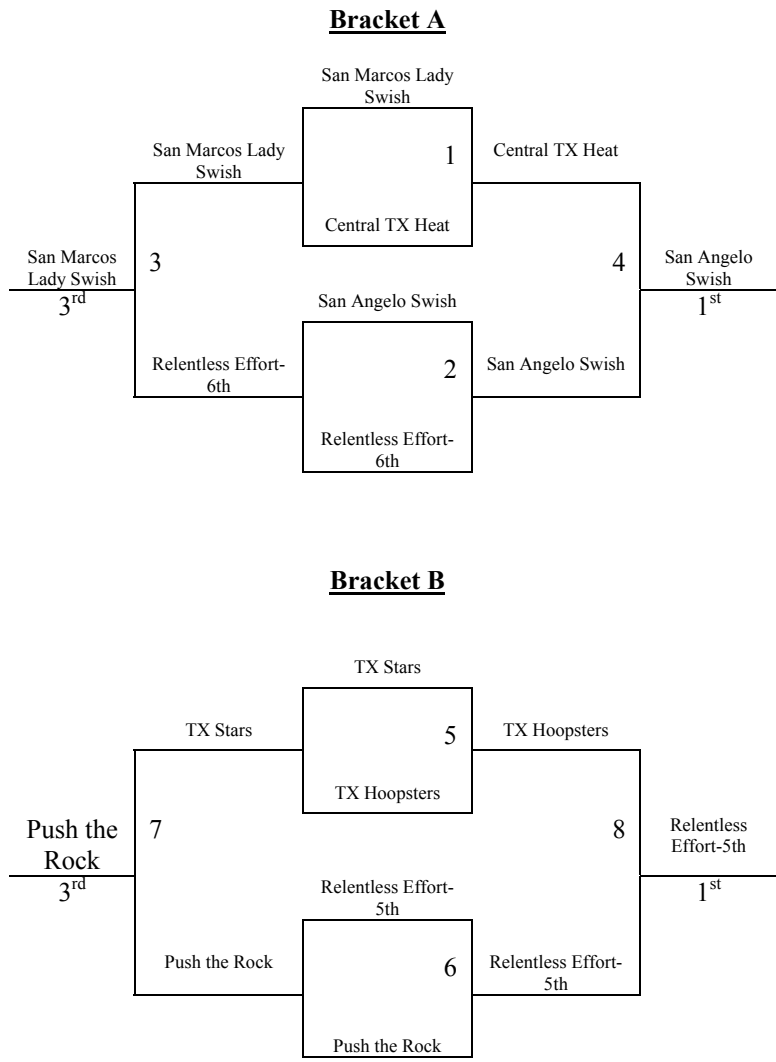 Bracket A
San Marcos Lady
Swish
San Marcos Lady
Swish
1
Central TX Heat
Central TX Heat
San Marcos
Lady Swish
3
4
San Angelo
Swish
3rd
1st
San Angelo Swish
Relentless Effort-
6th
2
San Angelo Swish
Relentless Effort-
6th
Bracket B
TX Stars
TX Stars
5
TX Hoopsters
TX Hoopsters
Push the
Rock
7
8
Relentless
Effort-5th
3rd
1st
Relentless Effort-
5th
Push the Rock
6
Relentless Effort-
5th
Push the Rock